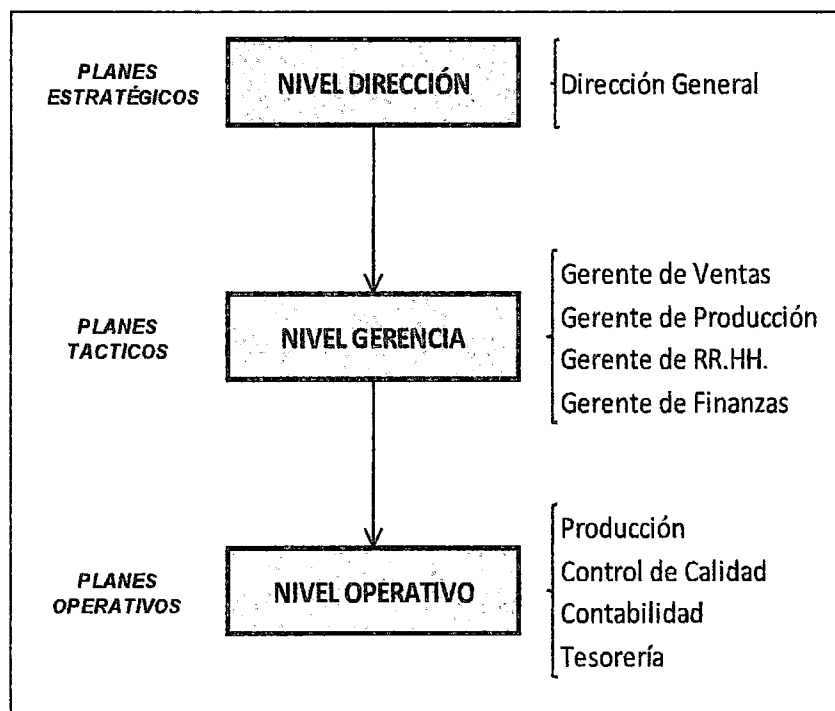 PLANES
ESTRATÉGICOS
NIVEL DIRECCIÓN
Dirección General
PLANES
TACTICOS
NIVEL GERENCIA
Gerente de Ventas
Gerente de Producción
Gerente de RR.HH.
Gerente de Finanzas
PLANES
OPERATIVOS
NIVEL OPERATIVO
Producción
Control de Calidad
Contabilidad
Tesorería